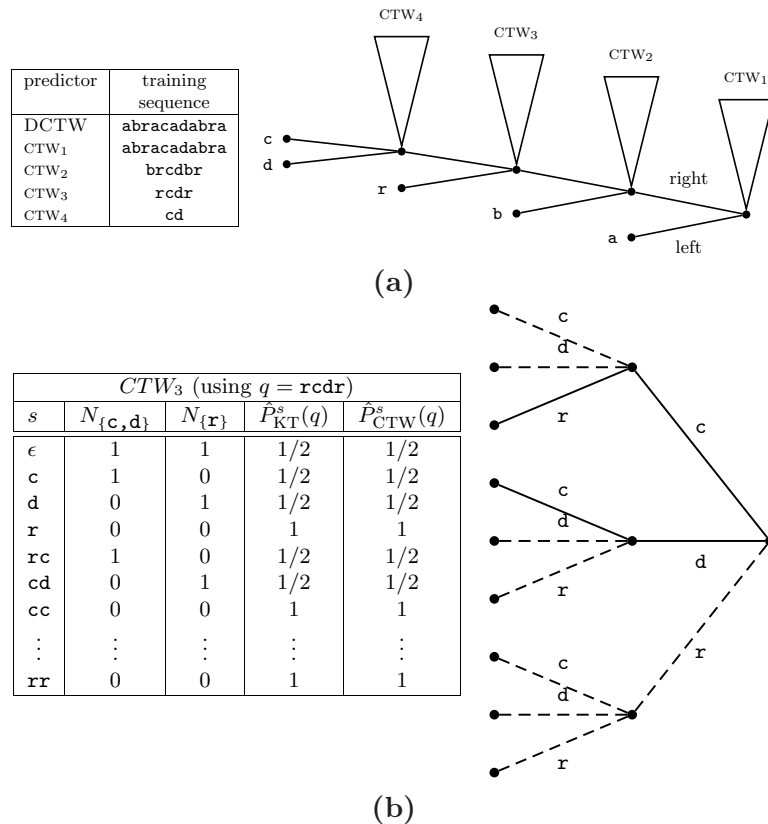 predictor training
sequence
DCTW abracadabra
CTW₁ abracadabra
CTW₂ brcdbr
CTW₃ rcdr
CTW₄ cd
CTW₄
CTW₃
CTW₂
CTW₁
c
d
r
b
a
right
left
(a)
CTW₃ (using q = rcdr)
s N{c,d} N{r} P̂ˢKT(q) P̂ˢCTW(q)
ϵ 1 1 1/2 1/2
c 1 0 1/2 1/2
d 0 1 1/2 1/2
r 0 0 1 1
rc 1 0 1/2 1/2
cd 0 1 1/2 1/2
cc 0 0 1 1
⋮ ⋮ ⋮ ⋮ ⋮
rr 0 0 1 1
c
d
r
c
c
d
r
d
c
d
r
r
(b)